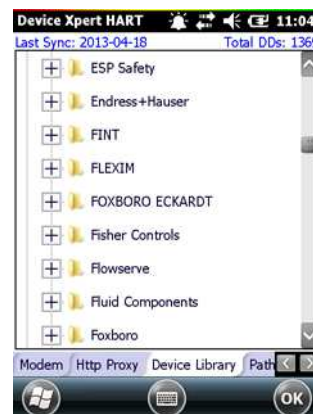 Device Xpert HART 11:04
Last Sync: 2013-04-18 Total DDs: 1369
ESP Safety
Endress+Hauser
FINT
FLEXIM
FOXBORO ECKARDT
Fisher Controls
Flowserve
Fluid Components
Foxboro
Modem Http Proxy Device Library Path
OK